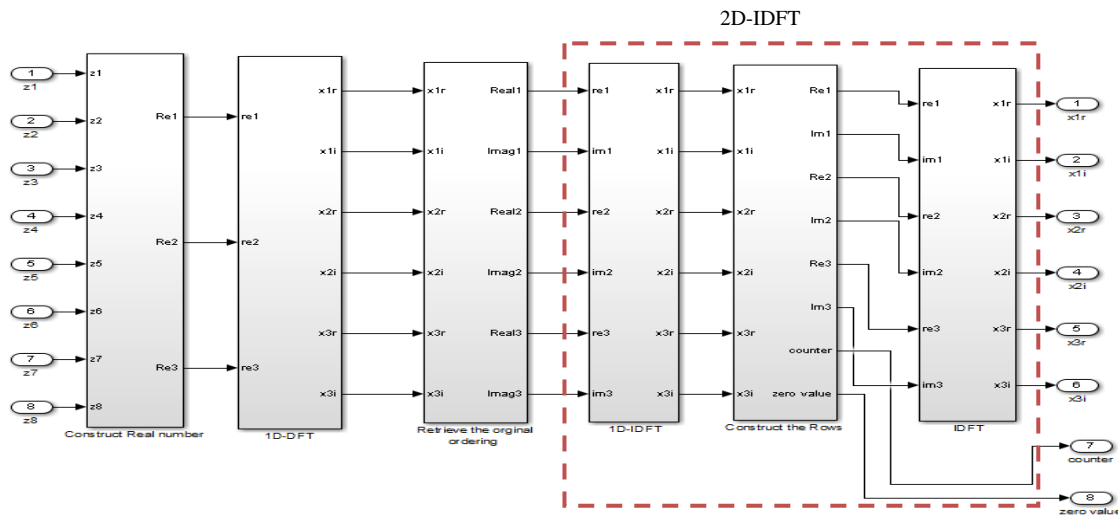 2D-IDFT
1
z1
2
z2
3
z3
4
z4
5
z5
6
z6
7
z7
8
z8
z1
z2
z3
z4
z5
z6
z7
z8
Re1
Re2
Re3
Construct Real number
re1
re2
re3
x1r
x1i
x2r
x2i
x3r
x3i
1D-DFT
x1r
x1i
x2r
x2i
x3r
x3i
Real1
Imag1
Real2
Imag2
Real3
Imag3
Retrieve the orginal
ordering
re1
im1
re2
im2
re3
im3
x1r
x1i
x2r
x2i
x3r
x3i
1D-IDFT
x1r
x1i
x2r
x2i
x3r
x3i
Re1
Im1
Re2
Im2
Re3
Im3
counter
zero value
Construct the Rows
re1
im1
re2
im2
re3
im3
x1r
x1i
x2r
x2i
x3r
x3i
IDFT
1
x1r
2
x1i
3
x2r
4
x2i
5
x3r
6
x3i
7
counter
8
zero value